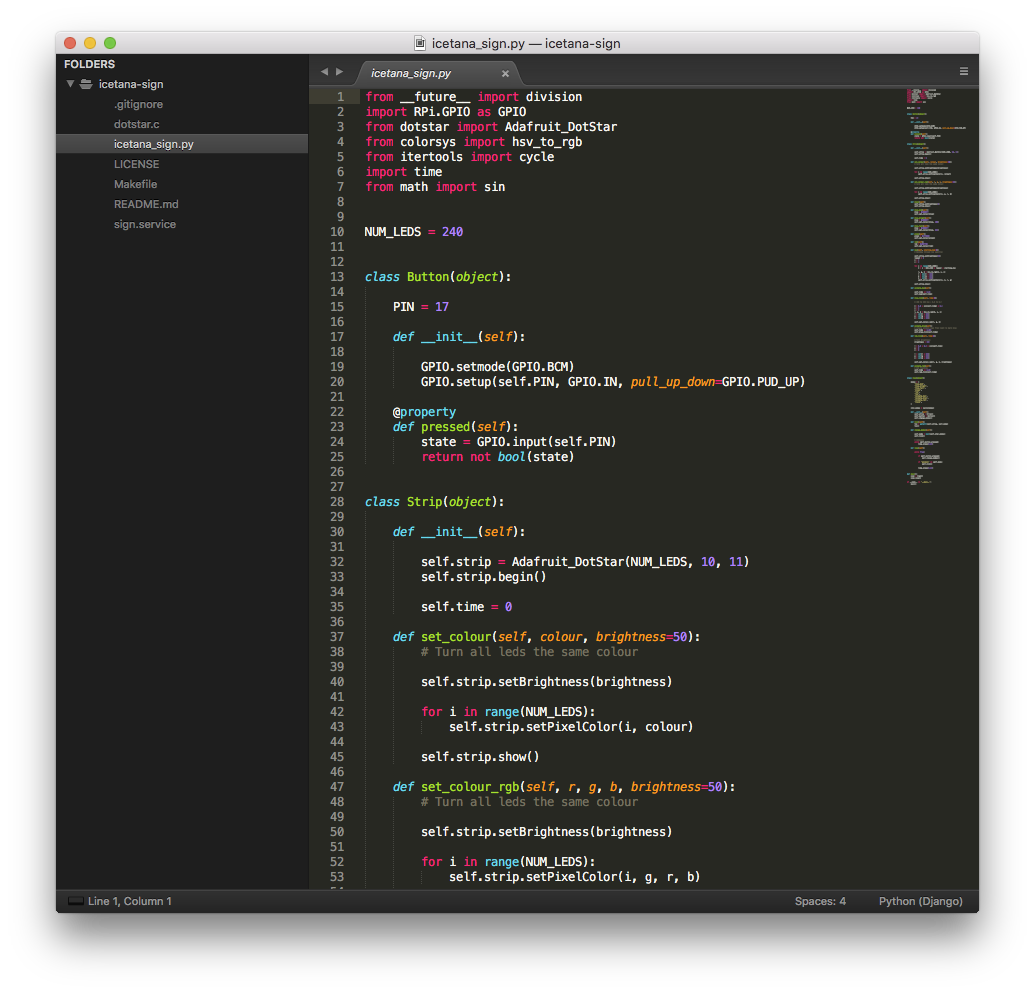 icetana_sign.py — icetana-sign
FOLDERS
icetana-sign
.gitignore
dotstar.c
icetana_sign.py
LICENSE
Makefile
README.md
sign.service
icetana_sign.py ×
1 from __future__ import division
2 import RPi.GPIO as GPIO
3 from dotstar import Adafruit_DotStar
4 from colorsys import hsv_to_rgb
5 from itertools import cycle
6 import time
7 from math import sin
8
9
10 NUM_LEDS = 240
11
12
13 class Button(object):
14
15     PIN = 17
16
17     def __init__(self):
18
19         GPIO.setmode(GPIO.BCM)
20         GPIO.setup(self.PIN, GPIO.IN, pull_up_down=GPIO.PUD_UP)
21
22     @property
23     def pressed(self):
24         state = GPIO.input(self.PIN)
25         return not bool(state)
26
27
28 class Strip(object):
29
30     def __init__(self):
31
32         self.strip = Adafruit_DotStar(NUM_LEDS, 10, 11)
33         self.strip.begin()
34
35         self.time = 0
36
37     def set_colour(self, colour, brightness=50):
38         # Turn all leds the same colour
39
40         self.strip.setBrightness(brightness)
41
42         for i in range(NUM_LEDS):
43             self.strip.setPixelColor(i, colour)
44
45         self.strip.show()
46
47     def set_colour_rgb(self, r, g, b, brightness=50):
48         # Turn all leds the same colour
49
50         self.strip.setBrightness(brightness)
51
52         for i in range(NUM_LEDS):
53             self.strip.setPixelColor(i, g, r, b)
Line 1, Column 1
Spaces: 4
Python (Django)